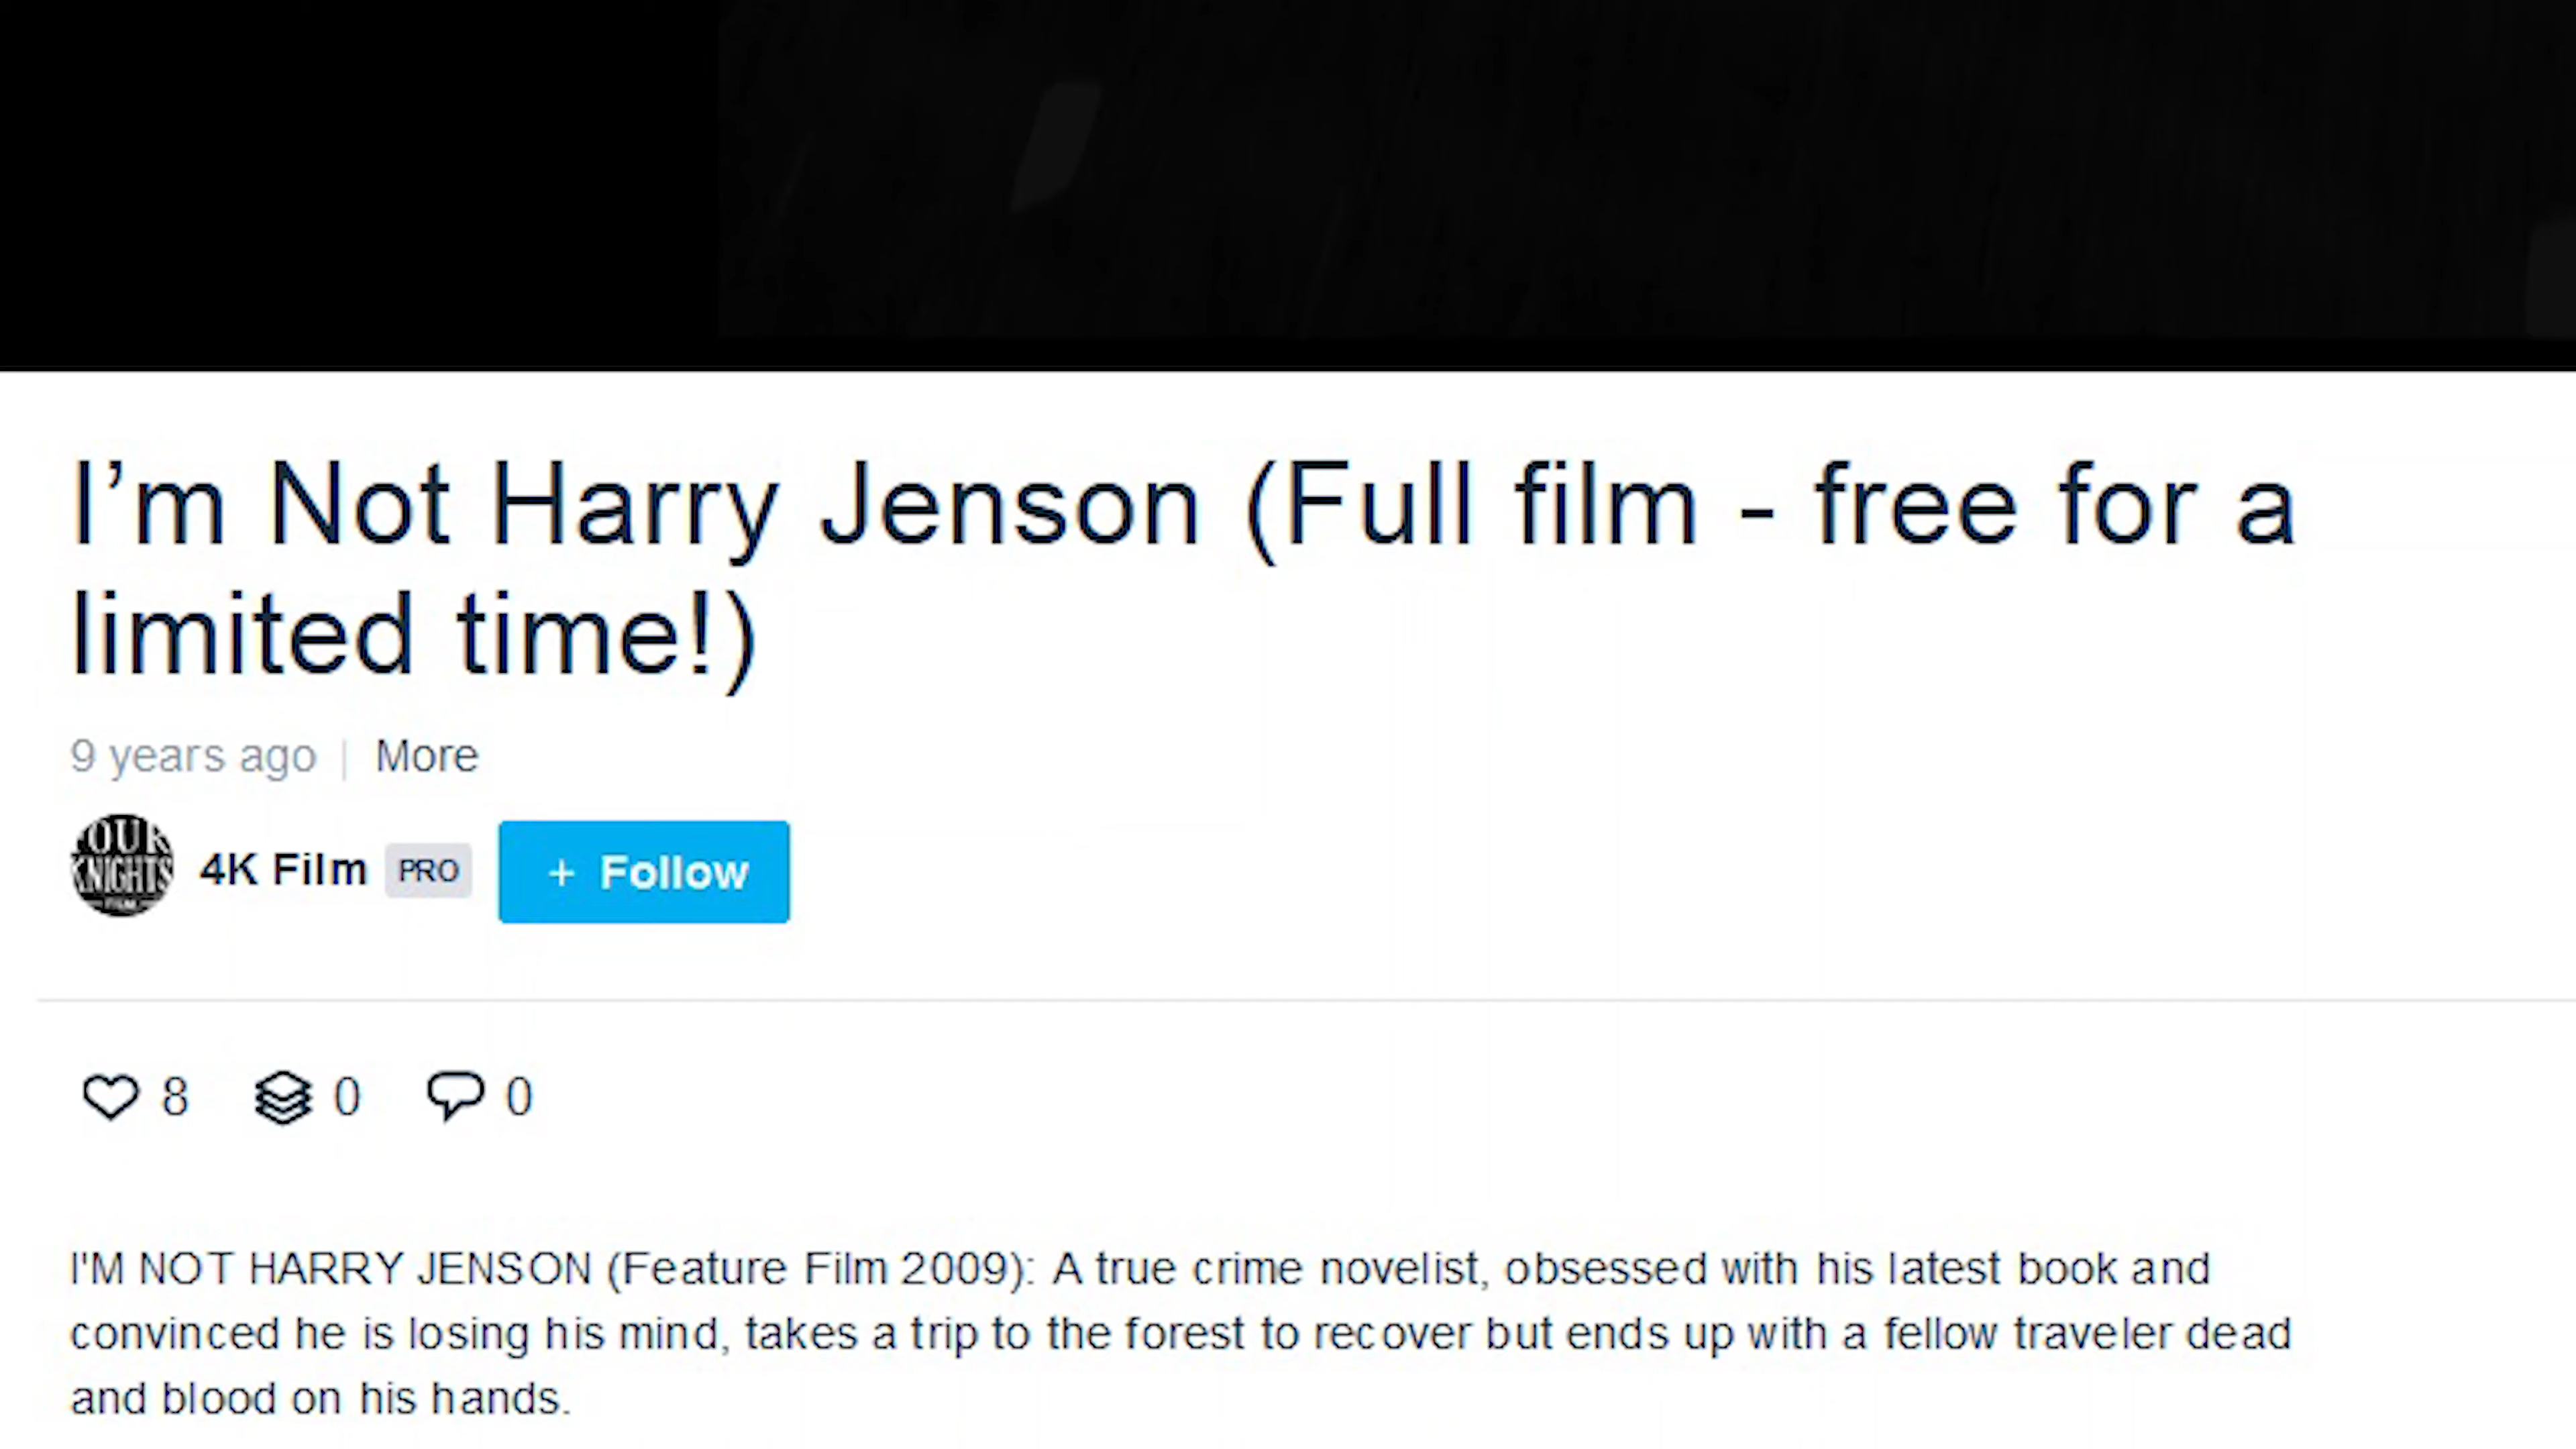 I’m Not Harry Jenson (Full film - free for a
limited time!)
9 years ago | More
OUR
KNIGHTS
FILM
4K Film PRO + Follow
8 0 0
I'M NOT HARRY JENSON (Feature Film 2009): A true crime novelist, obsessed with his latest book and
convinced he is losing his mind, takes a trip to the forest to recover but ends up with a fellow traveler dead
and blood on his hands.